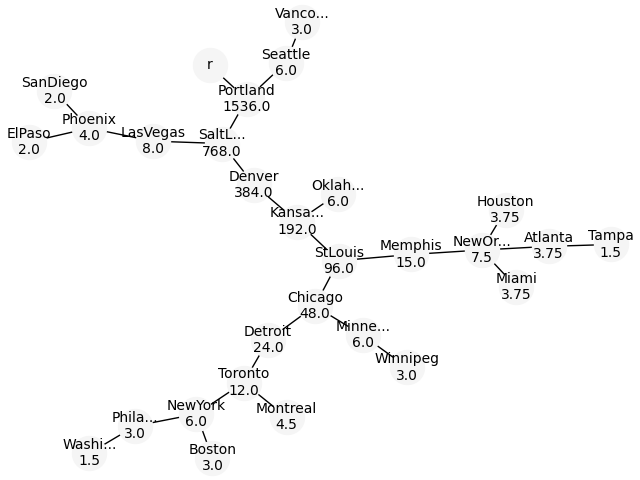 Vanco...
3.0
Seattle
6.0
r
Portland
1536.0
SanDiego
2.0
Phoenix
4.0
ElPaso
2.0
LasVegas
8.0
SaltL...
768.0
Denver
384.0
Oklah...
6.0
Kansa...
192.0
Houston
3.75
StLouis
96.0
Memphis
15.0
NewOr...
7.5
Atlanta
3.75
Tampa
1.5
Miami
3.75
Chicago
48.0
Detroit
24.0
Minne...
6.0
Winnipeg
3.0
Toronto
12.0
NewYork
6.0
Montreal
4.5
Phila...
3.0
Washi...
1.5
Boston
3.0